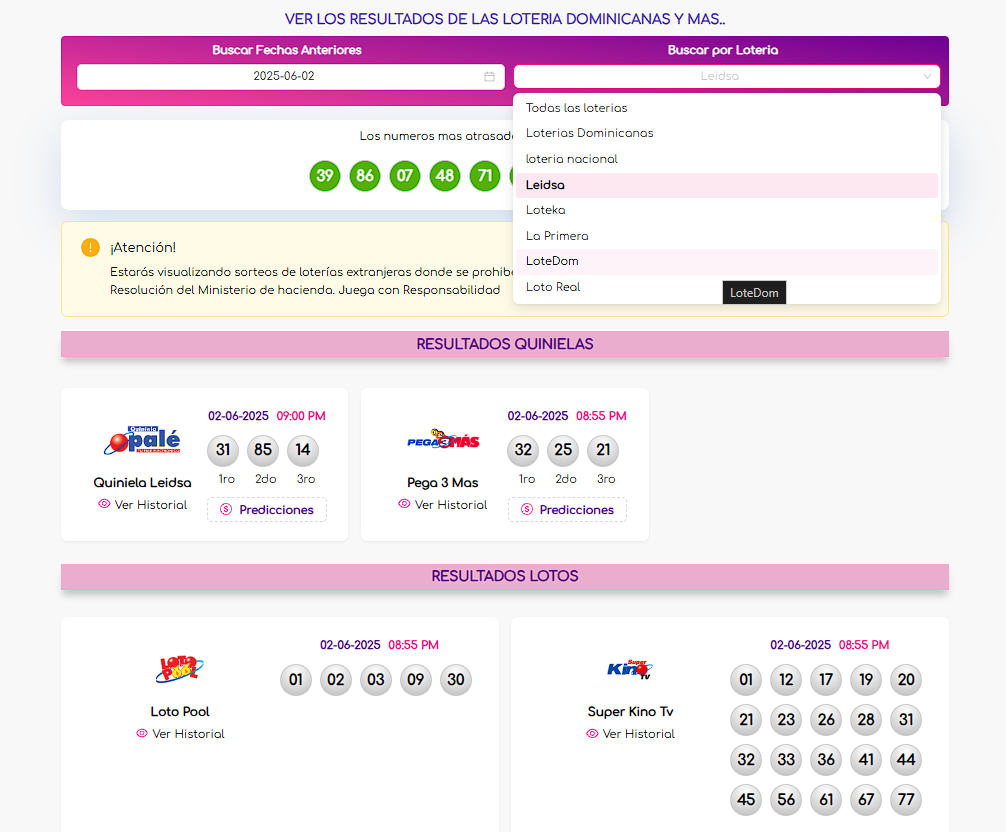 VER LOS RESULTADOS DE LAS LOTERIA DOMINICANAS Y MAS..
Buscar Fechas Anteriores
Buscar por Loteria
2025-06-02
Leidsa
Todas las loterias
Loterias Dominicanas
loteria nacional
Leidsa
Loteka
La Primera
LoteDom
Loto Real
LoteDom
Los numeros mas atrasado
39 86 07 48 71
¡Atención!
Estarás visualizando sorteos de loterías extranjeras donde se prohibe
Resolución del Ministerio de hacienda. Juega con Responsabilidad
RESULTADOS QUINIELAS
02-06-2025 09:00 PM
Quiniela
palé
31 85 14
1ro 2do 3ro
Quiniela Leidsa
Ver Historial
Predicciones
02-06-2025 08:55 PM
PEGA 3 MÁS
32 25 21
1ro 2do 3ro
Pega 3 Mas
Ver Historial
Predicciones
RESULTADOS LOTOS
02-06-2025 08:55 PM
LOTO
POOL
01 02 03 09 30
Loto Pool
Ver Historial
02-06-2025 08:55 PM
Super
Kino
TV
01 12 17 19 20
21 23 26 28 31
32 33 36 41 44
45 56 61 67 77
Super Kino Tv
Ver Historial